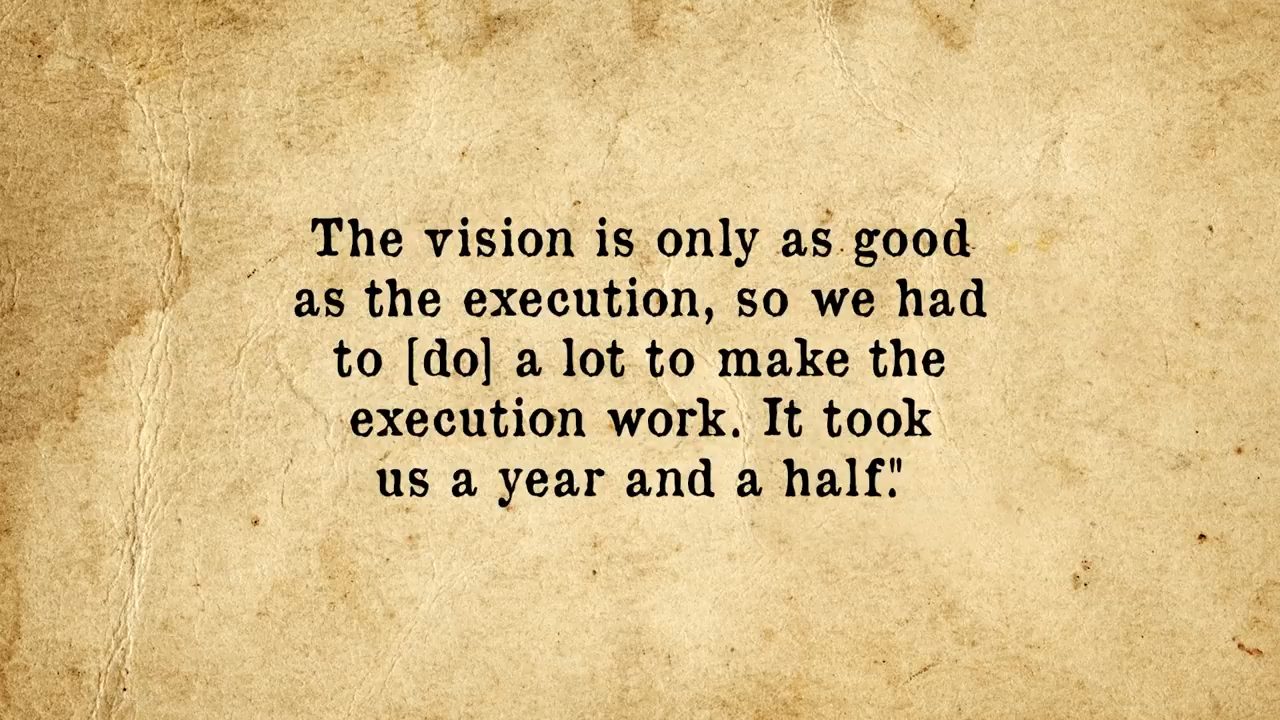 The vision is only as good
as the execution, so we had
to [do] a lot to make the
execution work. It took
us a year and a half."